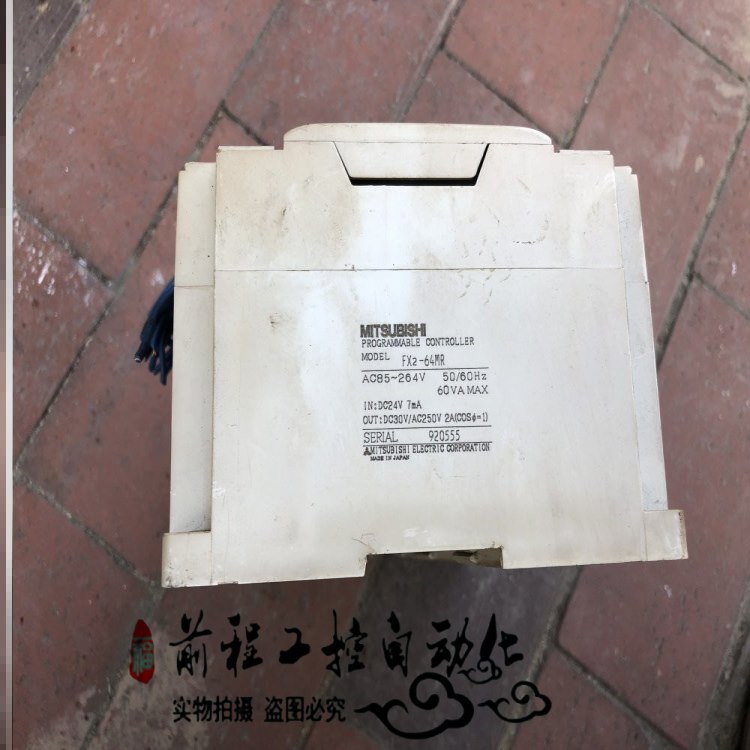 MITSUBISHI
PROGRAMMABLE CONTROLLER
MODEL FX2-64MR
AC85~264V 50/60Hz
60VA MAX
IN:DC24V 7mA
OUT:DC30V/AC250V 2A(COSφ=1)
SERIAL 920555
MITSUBISHI ELECTRIC CORPORATION
MADE IN JAPAN
福 前程工控自动化
实物拍摄 盗图必究